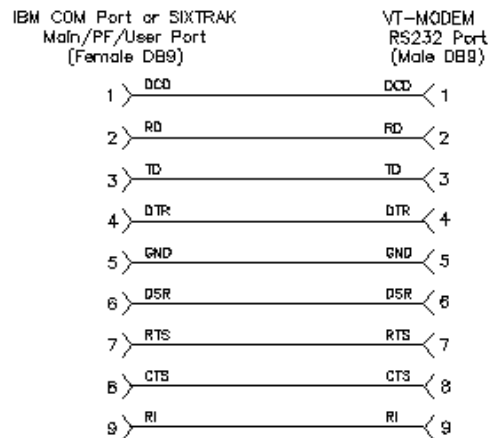 IBM COM Port or SIXTRAK
Main/PF/User Port
(Female DB9)
VT-MODEM
RS232 Port
(Male DB9)
1 DCD DCD 1
2 RD RD 2
3 TD TD 3
4 DTR DTR 4
5 GND GND 5
6 DSR DSR 6
7 RTS RTS 7
8 CTS CTS 8
9 RI RI 9